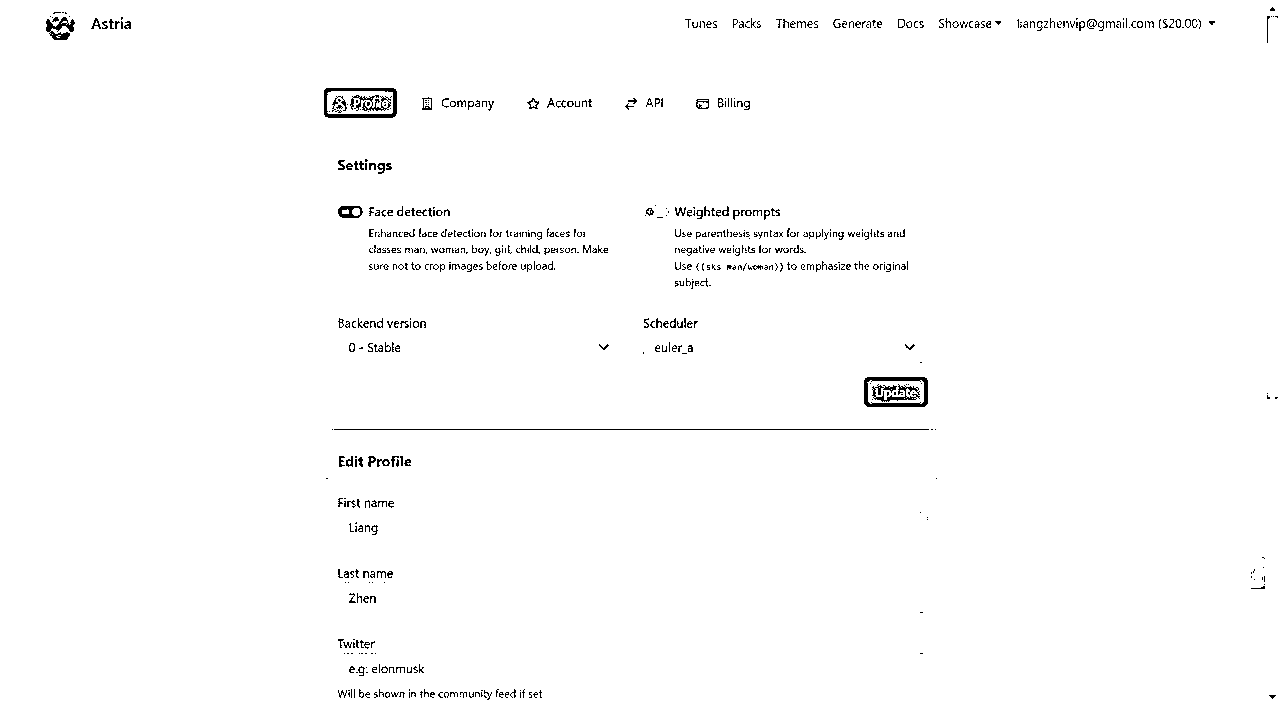 Astria
Tunes Packs Themes Generate Docs Showcase liangzhenvip@gmail.com ($20.00)
Profile Company Account API Billing
Settings
Face detection
Enhanced face detection for training faces for
classes man, woman, boy, girl, child, person. Make
sure not to crop images before upload.
Weighted prompts
Use parenthesis syntax for applying weights and
negative weights for words.
Use ((sks man/woman)) to emphasize the original
subject.
Backend version
0 - Stable
Scheduler
euler_a
Update
Edit Profile
First name
Liang
Last name
Zhen
Twitter
e.g: elonmusk
Will be shown in the community feed if set